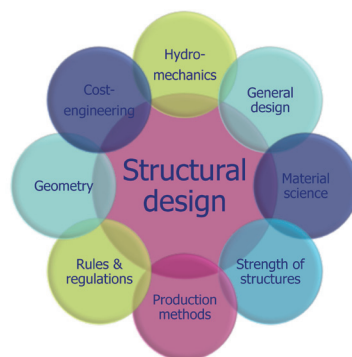 Hydro-
mechanics
General
design
Material
science
Strength of
structures
Production
methods
Rules &
regulations
Geometry
Cost-
engineering
Structural
design